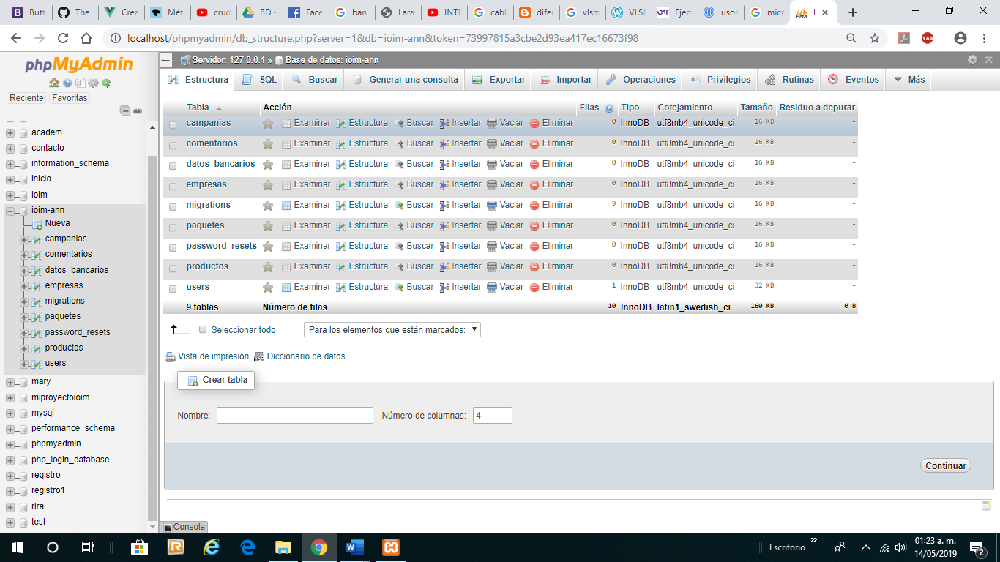 Butt
The
Crea
Mét
crud
BD -
Face
ban
Lara
INTF
cabl
difer
vlsm
VLSI
Ejen
usos
micr
l
localhost/phpmyadmin/db_structure.php?server=1&db=ioim-ann&token=73997815a3cbe2d93ea417ec16673f98
phpMyAdmin
Reciente Favoritas
academ
contacto
information_schema
inicio
ioim
ioim-ann
Nueva
campanias
comentarios
datos_bancarios
empresas
migrations
paquetes
password_resets
productos
users
mary
miproyectoioim
mysql
performance_schema
phpmyadmin
php_login_database
registro
registro1
rlra
test
Servidor: 127.0.0.1 » Base de datos: ioim-ann
Estructura SQL Buscar Generar una consulta Exportar Importar Operaciones Privilegios Rutinas Eventos Más
Tabla Acción Filas Tipo Cotejamiento Tamaño Residuo a depurar
campanias Examinar Estructura Buscar Insertar Vaciar Eliminar 0 InnoDB utf8mb4_unicode_ci 16 KB -
comentarios Examinar Estructura Buscar Insertar Vaciar Eliminar 0 InnoDB utf8mb4_unicode_ci 16 KB -
datos_bancarios Examinar Estructura Buscar Insertar Vaciar Eliminar 0 InnoDB utf8mb4_unicode_ci 16 KB -
empresas Examinar Estructura Buscar Insertar Vaciar Eliminar 0 InnoDB utf8mb4_unicode_ci 16 KB -
migrations Examinar Estructura Buscar Insertar Vaciar Eliminar 9 InnoDB utf8mb4_unicode_ci 16 KB -
paquetes Examinar Estructura Buscar Insertar Vaciar Eliminar 0 InnoDB utf8mb4_unicode_ci 16 KB -
password_resets Examinar Estructura Buscar Insertar Vaciar Eliminar 0 InnoDB utf8mb4_unicode_ci 16 KB -
productos Examinar Estructura Buscar Insertar Vaciar Eliminar 0 InnoDB utf8mb4_unicode_ci 16 KB -
users Examinar Estructura Buscar Insertar Vaciar Eliminar 1 InnoDB utf8mb4_unicode_ci 32 KB -
9 tablas Número de filas 10 InnoDB latin1_swedish_ci 160 KB 0 B
Seleccionar todo Para los elementos que están marcados:
Vista de impresión Diccionario de datos
Crear tabla
Nombre: Número de columnas: 4
Continuar
Consola
Escritorio
01:23 a. m.
14/05/2019
2